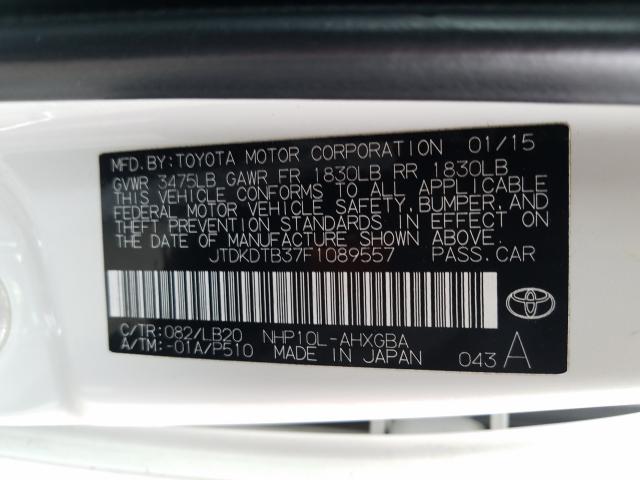 MFD. BY: TOYOTA MOTOR CORPORATION 01/15
GVWR 3475LB GAWR FR 1830LB RR 1830LB
THIS VEHICLE CONFORMS TO ALL APPLICABLE
FEDERAL MOTOR VEHICLE SAFETY, BUMPER, AND
THEFT PREVENTION STANDARDS IN EFFECT ON
THE DATE OF MANUFACTURE SHOWN ABOVE.
JTDKDTB37F1089557 PASS. CAR
C/TR: 082/LB20 NHP10L-AHXGBA
A/TM: -01A/P510 MADE IN JAPAN 043 A